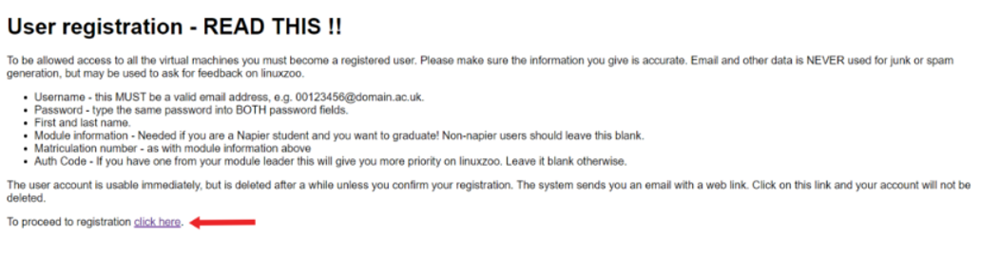 User registration - READ THIS !!
To be allowed access to all the virtual machines you must become a registered user. Please make sure the information you give is accurate. Email and other data is NEVER used for junk or spam
generation, but may be used to ask for feedback on linuxzoo.
• Username - this MUST be a valid email address, e.g. 00123456@domain.ac.uk.
• Password - type the same password into BOTH password fields.
• First and last name.
• Module information - Needed if you are a Napier student and you want to graduate! Non-napier users should leave this blank.
• Matriculation number - as with module information above
• Auth Code - If you have one from your module leader this will give you more priority on linuxzoo. Leave it blank otherwise.
The user account is usable immediately, but is deleted after a while unless you confirm your registration. The system sends you an email with a web link. Click on this link and your account will not be
deleted.
To proceed to registration click here.